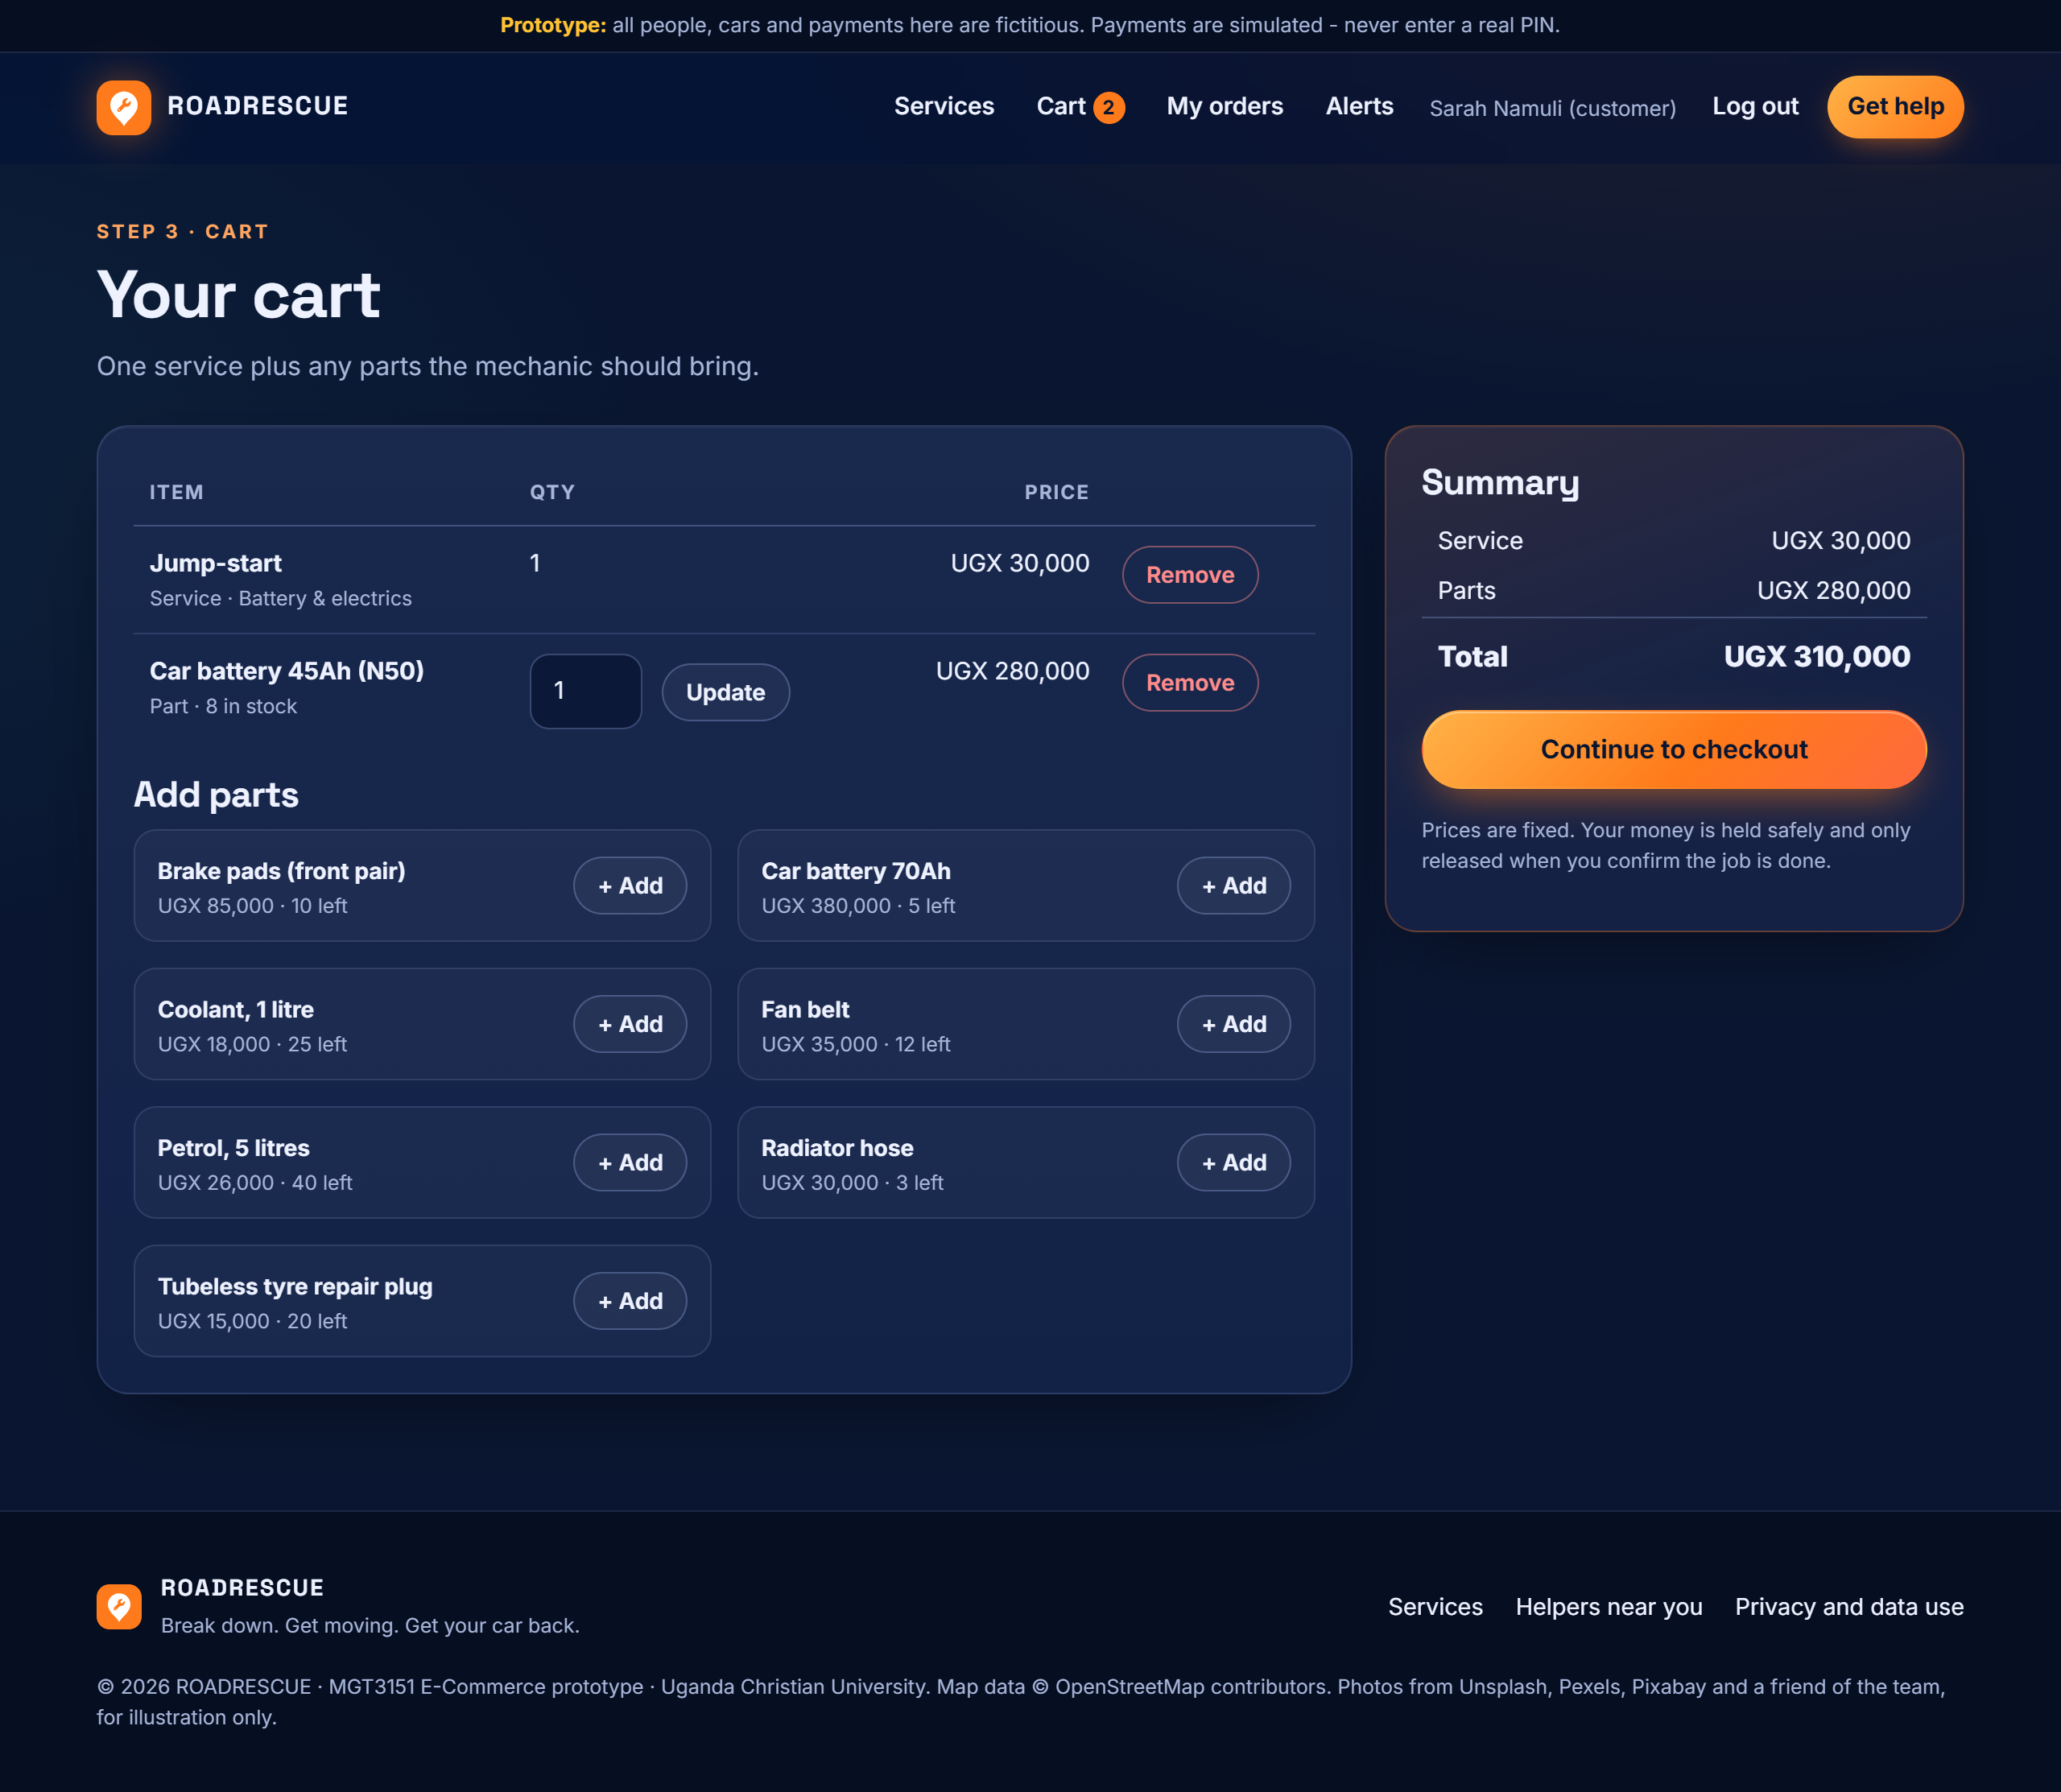 Prototype: all people, cars and payments here are fictitious. Payments are simulated - never enter a real PIN.
ROADRESCUE
Services
Cart 2
My orders
Alerts
Sarah Namuli (customer)
Log out
Get help
STEP 3 · CART
Your cart
One service plus any parts the mechanic should bring.
ITEM QTY PRICE
Jump-start 1 UGX 30,000 Remove
Service · Battery & electrics
Car battery 45Ah (N50) 1 Update UGX 280,000 Remove
Part · 8 in stock
Add parts
Brake pads (front pair)
UGX 85,000 · 10 left
+ Add
Car battery 70Ah
UGX 380,000 · 5 left
+ Add
Coolant, 1 litre
UGX 18,000 · 25 left
+ Add
Fan belt
UGX 35,000 · 12 left
+ Add
Petrol, 5 litres
UGX 26,000 · 40 left
+ Add
Radiator hose
UGX 30,000 · 3 left
+ Add
Tubeless tyre repair plug
UGX 15,000 · 20 left
+ Add
Summary
Service UGX 30,000
Parts UGX 280,000
Total UGX 310,000
Continue to checkout
Prices are fixed. Your money is held safely and only
released when you confirm the job is done.
ROADRESCUE
Break down. Get moving. Get your car back.
Services
Helpers near you
Privacy and data use
© 2026 ROADRESCUE · MGT3151 E-Commerce prototype · Uganda Christian University. Map data © OpenStreetMap contributors. Photos from Unsplash, Pexels, Pixabay and a friend of the team,
for illustration only.